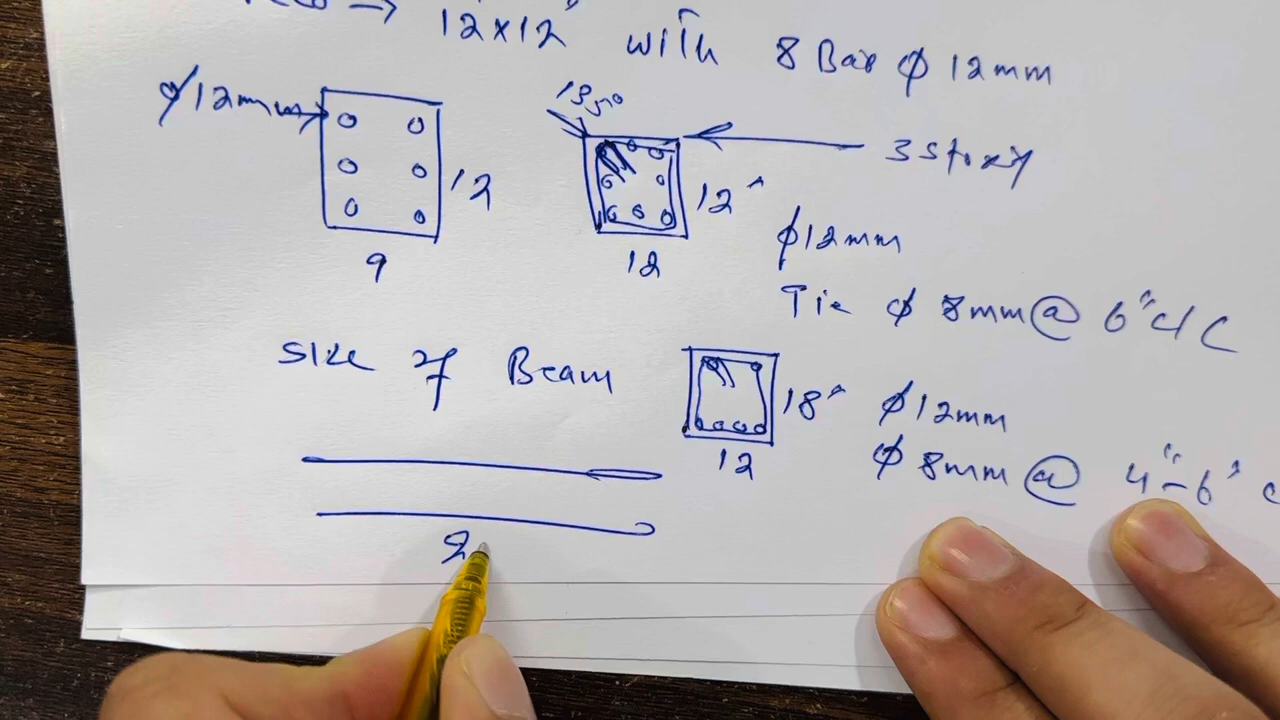 12x12" with 8 Bar φ 12mm
φ12mm
12
9
135°
3 Story
12"
12
φ12mm
Tie φ 8mm @ 6" c/c
Size of Beam
18"
12
φ12mm
φ 8mm @ 4"-6" c